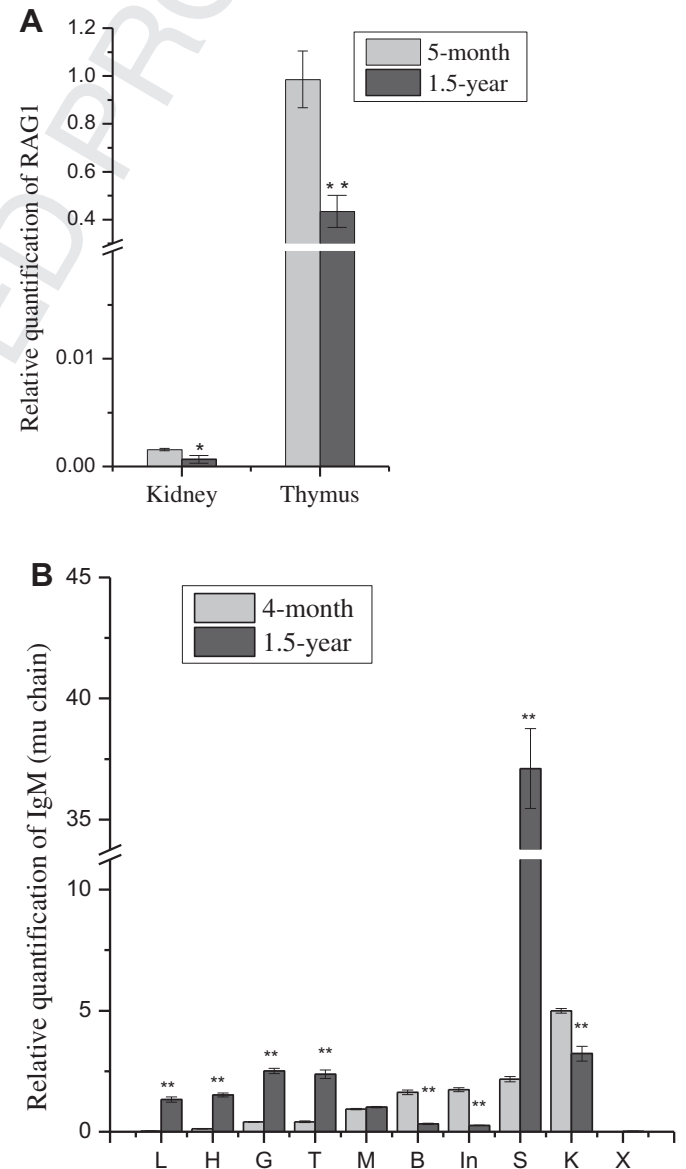 A
1.2
5-month
1.0
1.5-year
0.8
Relative quantification of RAG1
0.6
* *
0.4
0.01
*
0.00
Kidney Thymus
B
45
4-month
1.5-year
Relative quantification of IgM (mu chain)
40
**
35
10
5
** ** ** ** ** ** **
0
L H G T M B In S K X
ED PRO